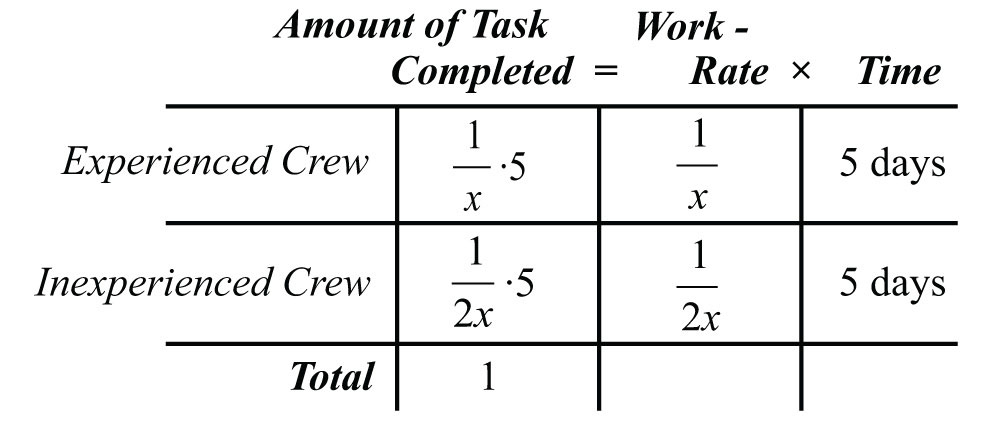 Amount of Task Work -
Completed = Rate × Time
Experienced Crew 1/x ·5 1/x 5 days
Inexperienced Crew 1/2x ·5 1/2x 5 days
Total 1